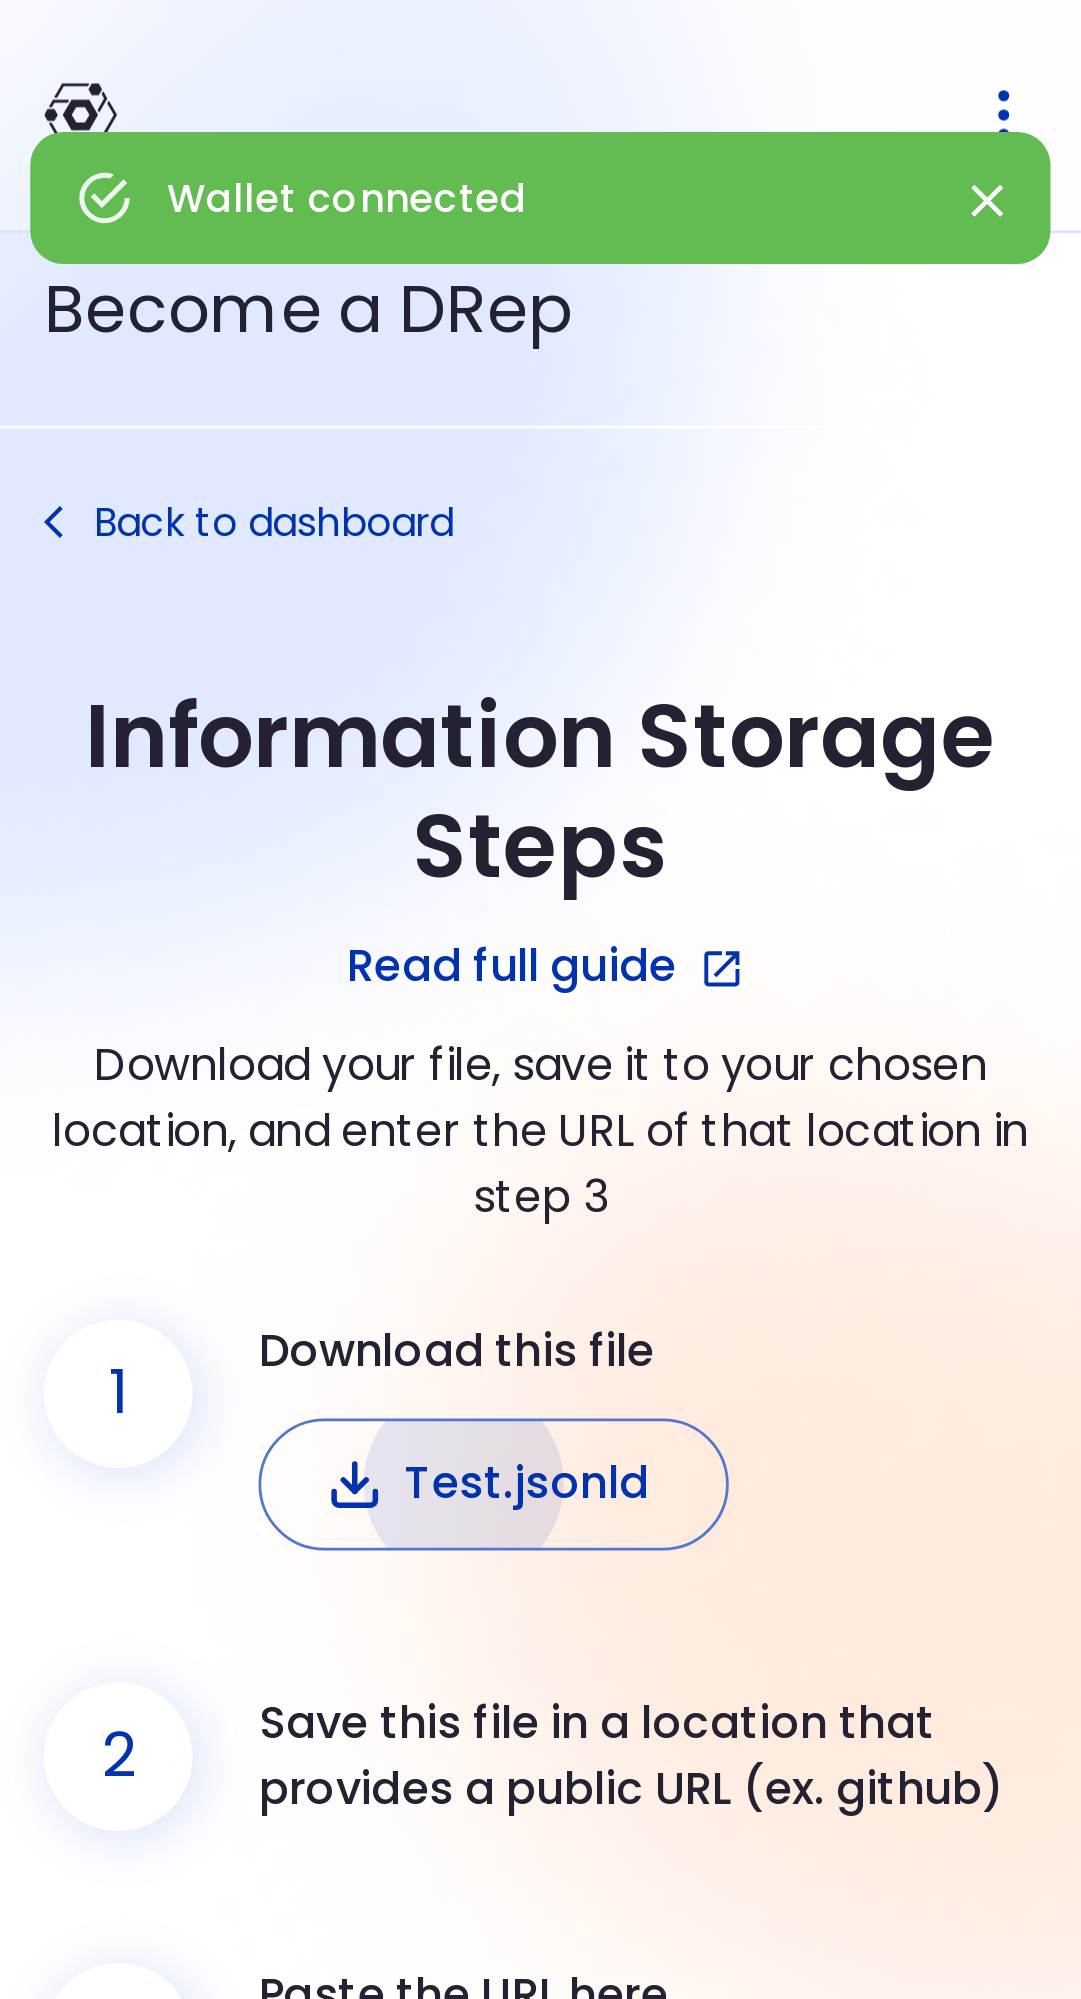 Wallet connected
Become a DRep
Back to dashboard
Information Storage
Steps
Read full guide
Download your file, save it to your chosen
location, and enter the URL of that location in
step 3
1
Download this file
Test.jsonld
2
Save this file in a location that
provides a public URL (ex. github)
Paste the URL here